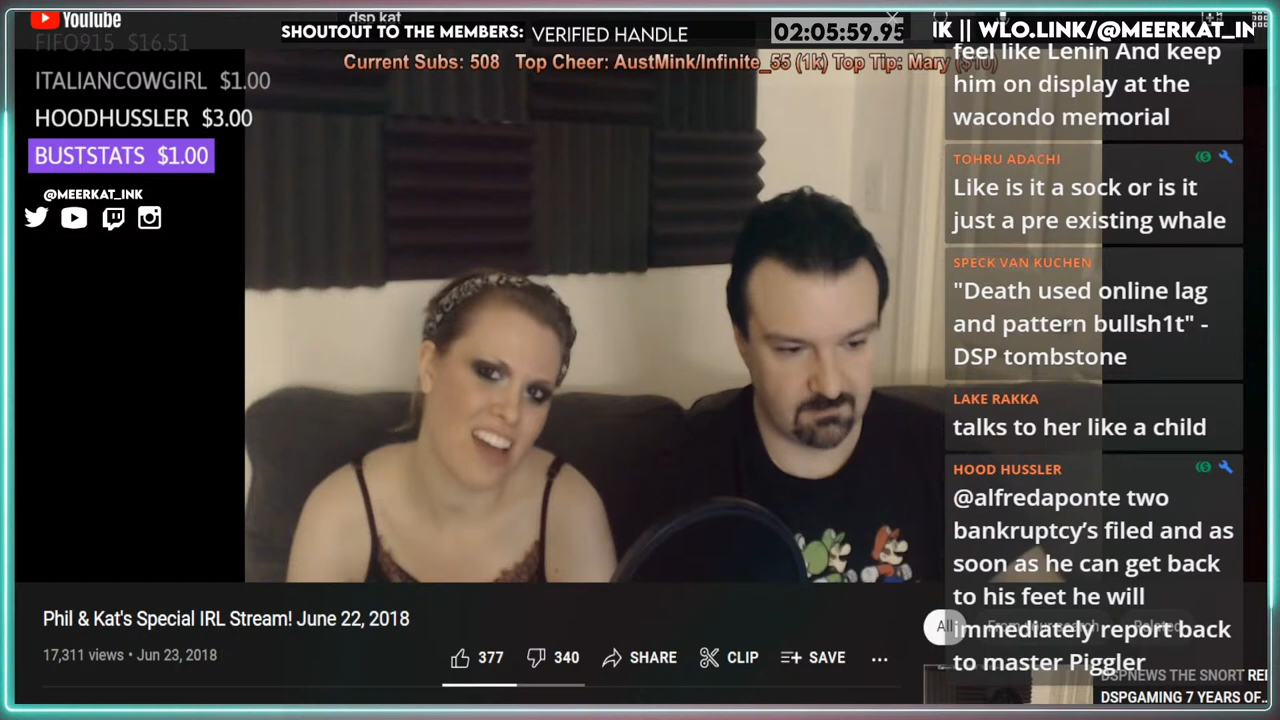 YouTube
dsp kat
SHOUTOUT TO THE MEMBERS: VERIFIED HANDLE
02:05:59.95
IK || WLO.LINK/@MEERKAT_IN
FIFO915 $16.51
Current Subs: 508 Top Cheer: AustMink/Infinite_55 (1k) Top Tip: Mary ($10)
ITALIANCOWGIRL $1.00
HOODHUSSLER $3.00
BUSTSTATS $1.00
@MEERKAT_INK
feel like Lenin And keep
him on display at the
wacondo memorial
TOHRU ADACHI
Like is it a sock or is it
just a pre existing whale
SPECK VAN KUCHEN
"Death used online lag
and pattern bullsh1t" -
DSP tombstone
LAKE RAKKA
talks to her like a child
HOOD HUSSLER
@alfredaponte two
bankruptcy’s filed and as
soon as he can get back
to his feet he will
immediately report back
to master Piggler
Phil & Kat's Special IRL Stream! June 22, 2018
17,311 views • Jun 23, 2018
377
340
SHARE
CLIP
SAVE
All
From your search
Related
DSPNEWS THE SNORT REI
DSPGAMING 7 YEARS OF...